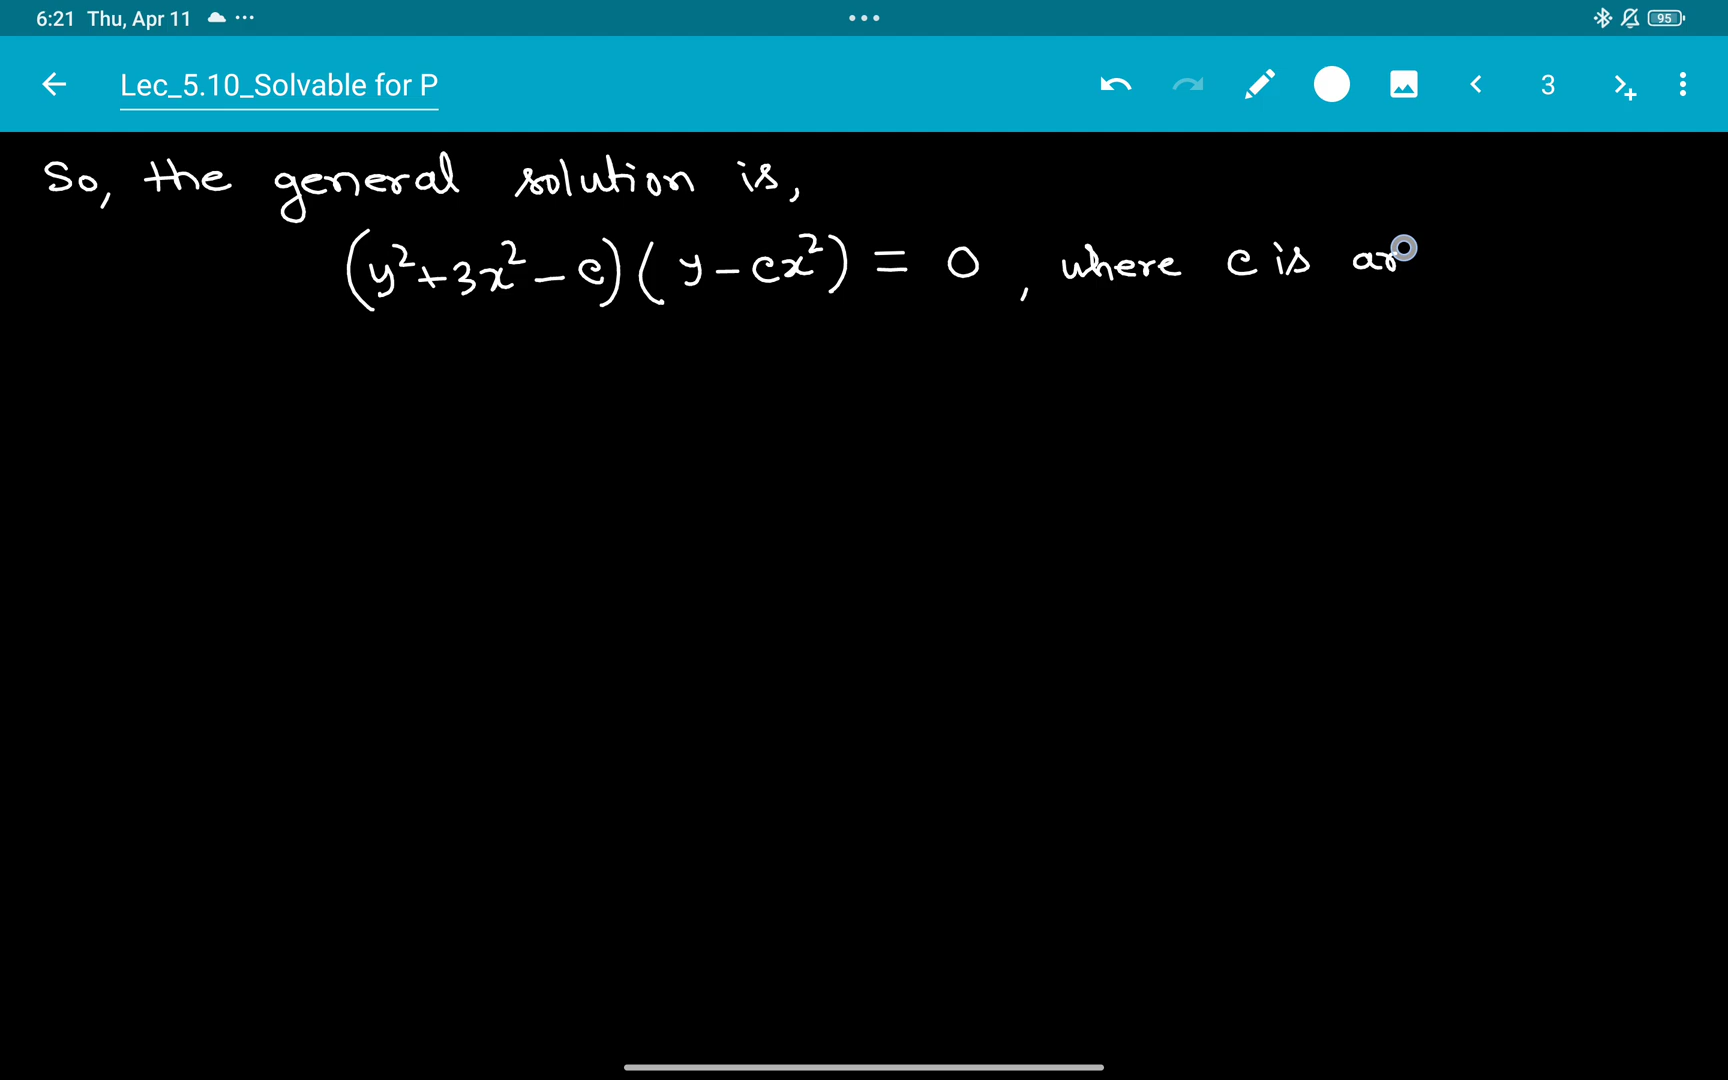 6:21 Thu, Apr 11
95
Lec_5.10_Solvable for P
3
So, the general solution is,
(y²+3x²-c)(y-cx²) = 0, where c is ar